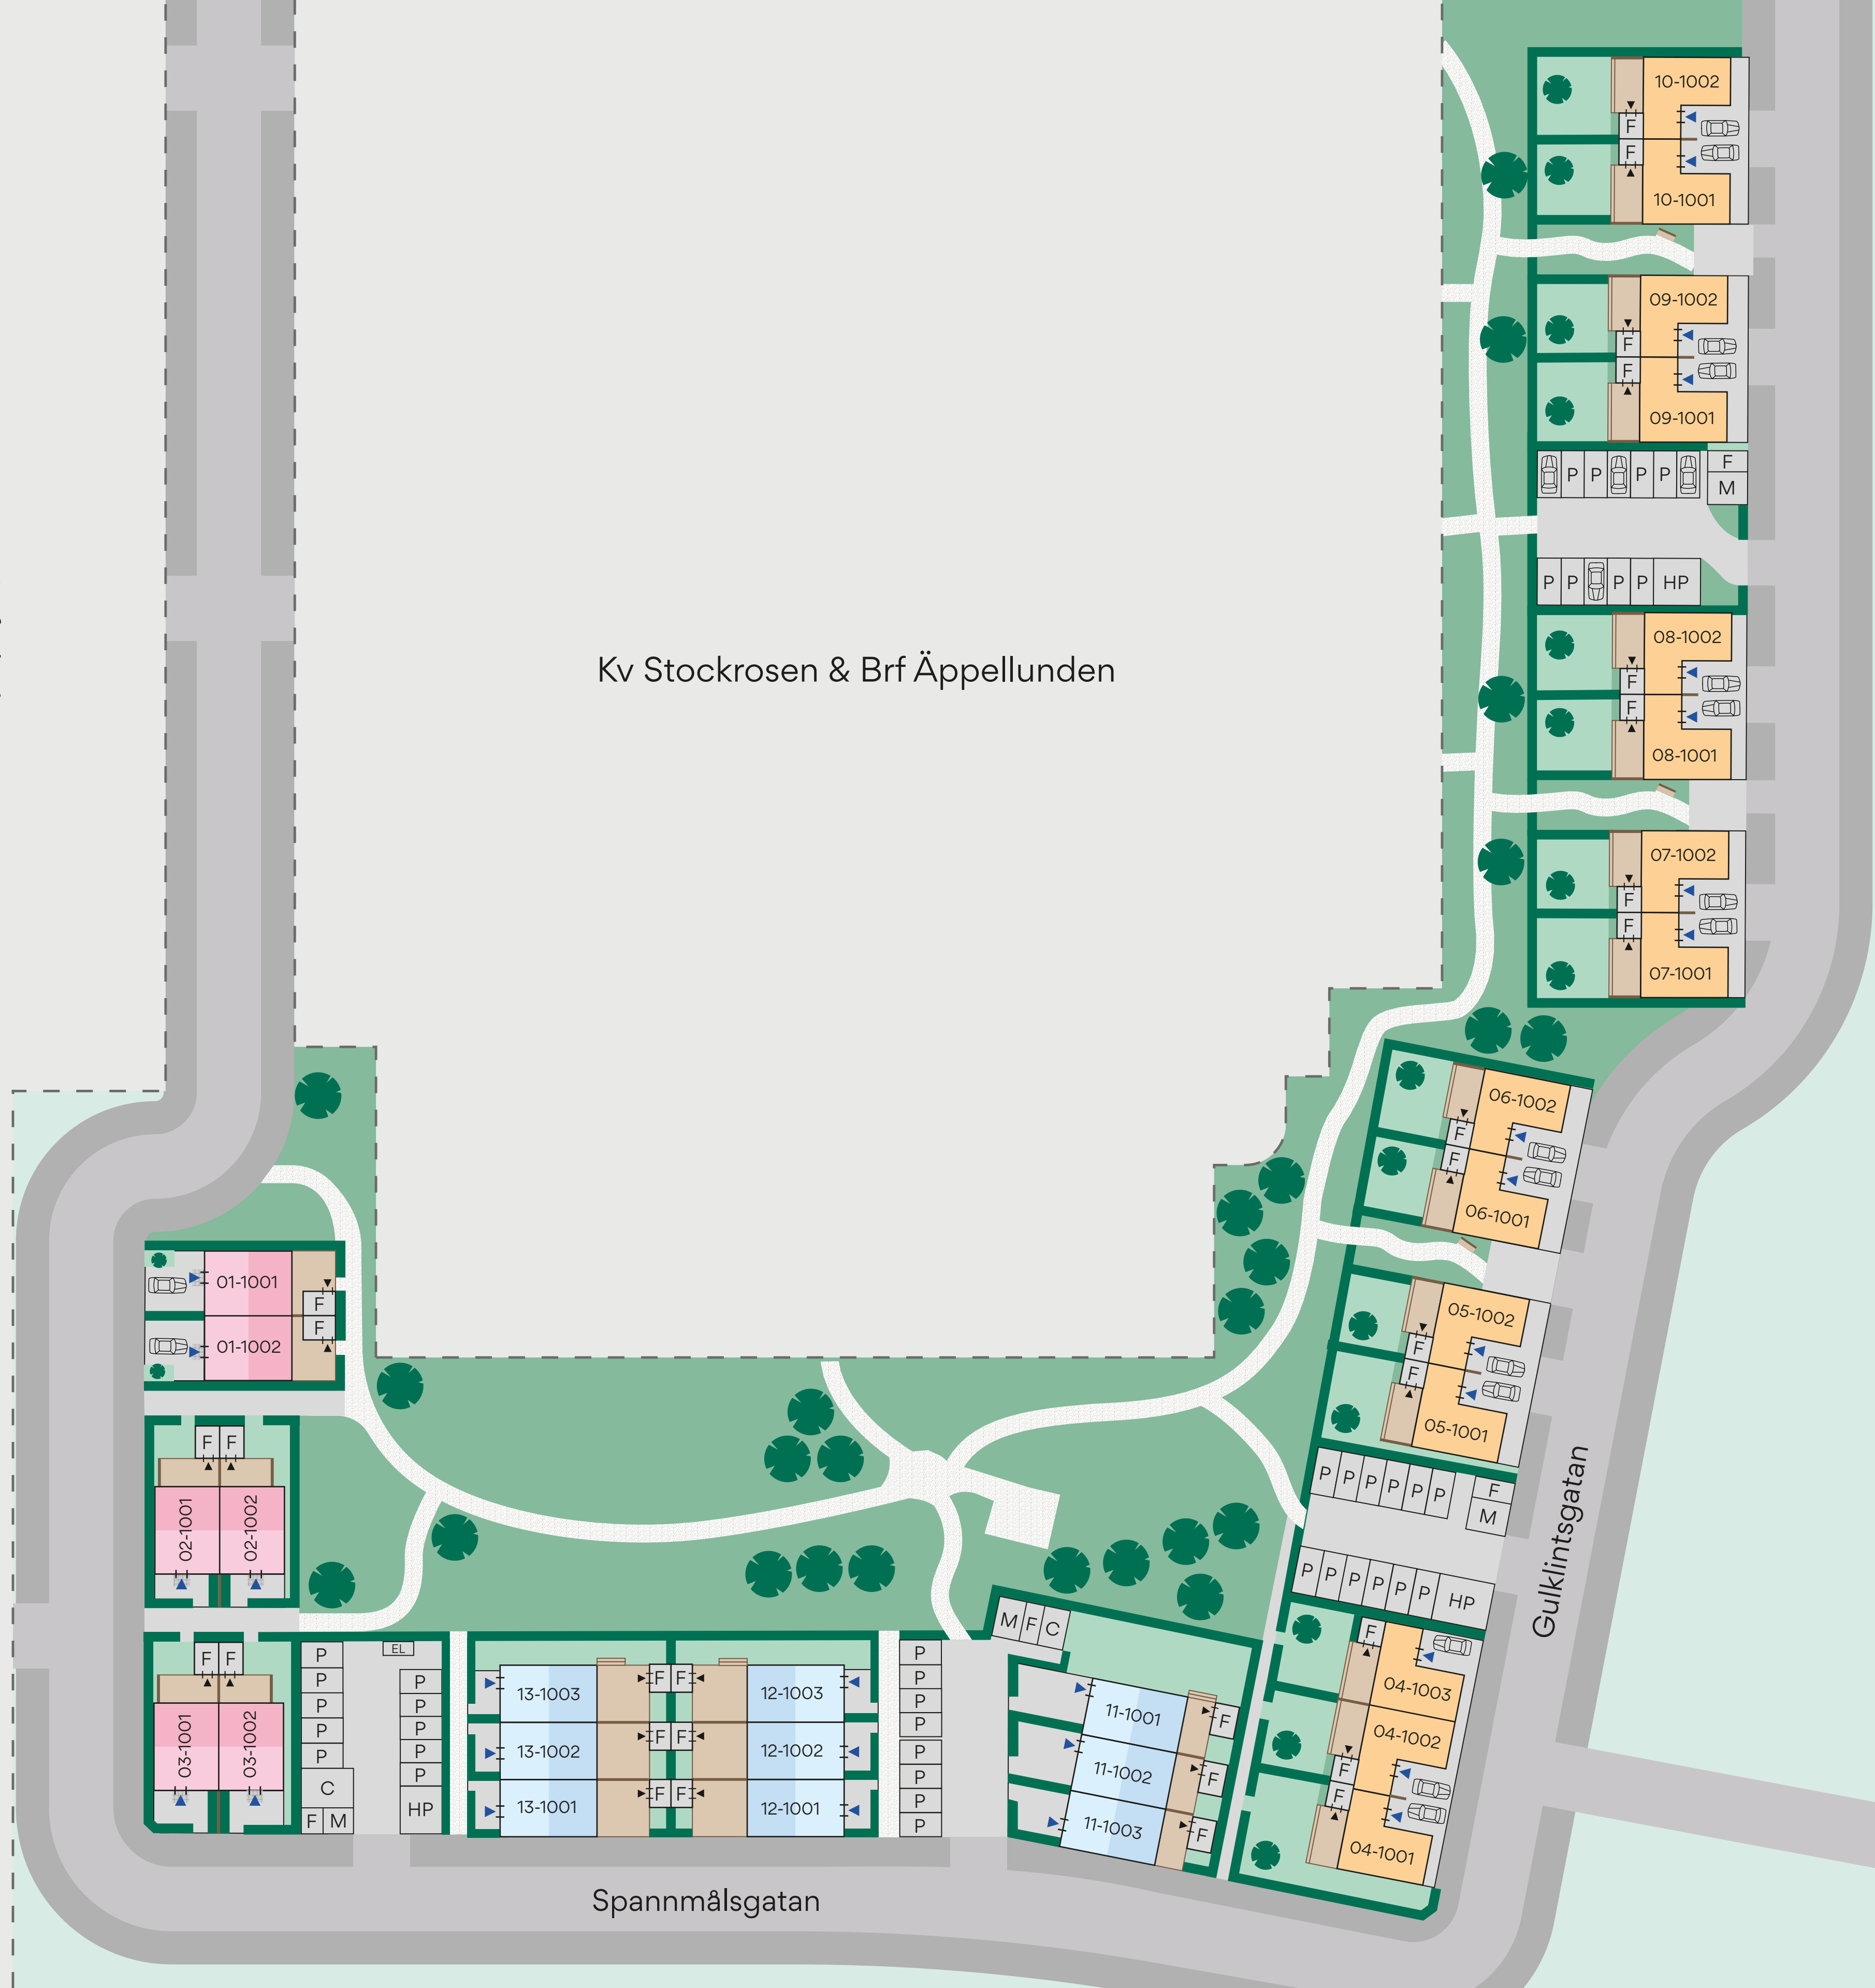 10-1002
F
F
10-1001
09-1002
F
F
09-1001
P P P P
F
M
P P P P HP
Kv Stockrosen & Brf Äppellunden
08-1002
F
F
08-1001
07-1002
F
F
07-1001
06-1002
F
F
06-1001
05-1002
F
F
05-1001
P P P P P P
F
M
P P P P P P HP
Gulklintsgatan
01-1001
F
F
01-1002
F F
02-1001
02-1002
F F
03-1001
03-1002
P
P
P
P
P
C
F M
EL
P
P
P
P
P
HP
13-1003
F F
12-1003
13-1002
F F
12-1002
13-1001
F F
12-1001
P
P
P
P
P
P
P
P
M F C
11-1001
F
11-1002
F
11-1003
F
F
04-1003
04-1002
F
F
04-1001
Spannmålsgatan